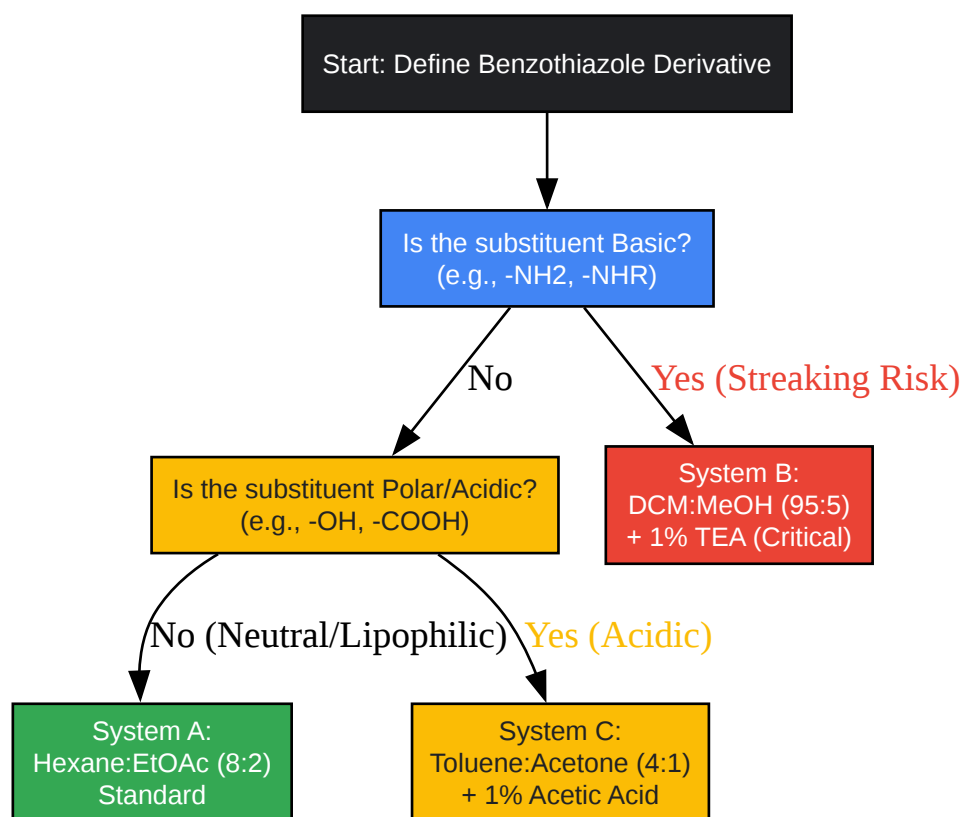 Start: Define Benzothiazole Derivative
Is the substituent Basic?
(e.g., -NH2, -NHR)
No
Yes (Streaking Risk)
Is the substituent Polar/Acidic?
(e.g., -OH, -COOH)
System B:
DCM:MeOH (95:5)
+ 1% TEA (Critical)
No (Neutral/Lipophilic)
Yes (Acidic)
System A:
Hexane:EtOAc (8:2)
Standard
System C:
Toluene:Acetone (4:1)
+ 1% Acetic Acid